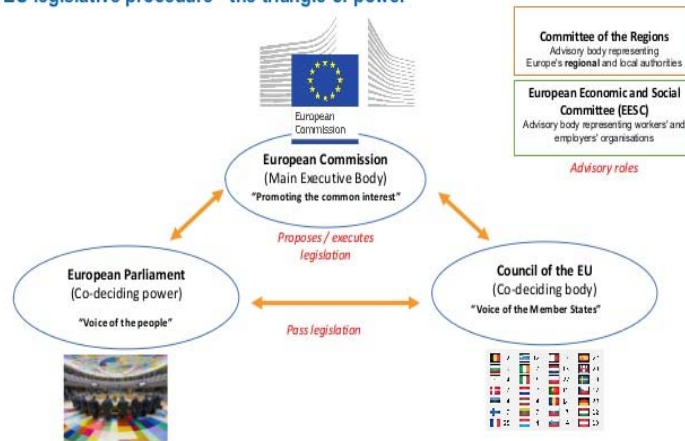 EU legislative procedure - the triangle of power
Committee of the Regions
Advisory body representing
Europe's regional and local authorities
European Economic and Social
Committee (EESC)
Advisory body representing workers' and
employers' organisations
Advisory roles
European
Commission
European Commission
(Main Executive Body)
"Promoting the common interest"
Proposes / executes
legislation
European Parliament
(Co-deciding power)
"Voice of the people"
Council of the EU
(Co-deciding body)
"Voice of the Member States"
Pass legislation